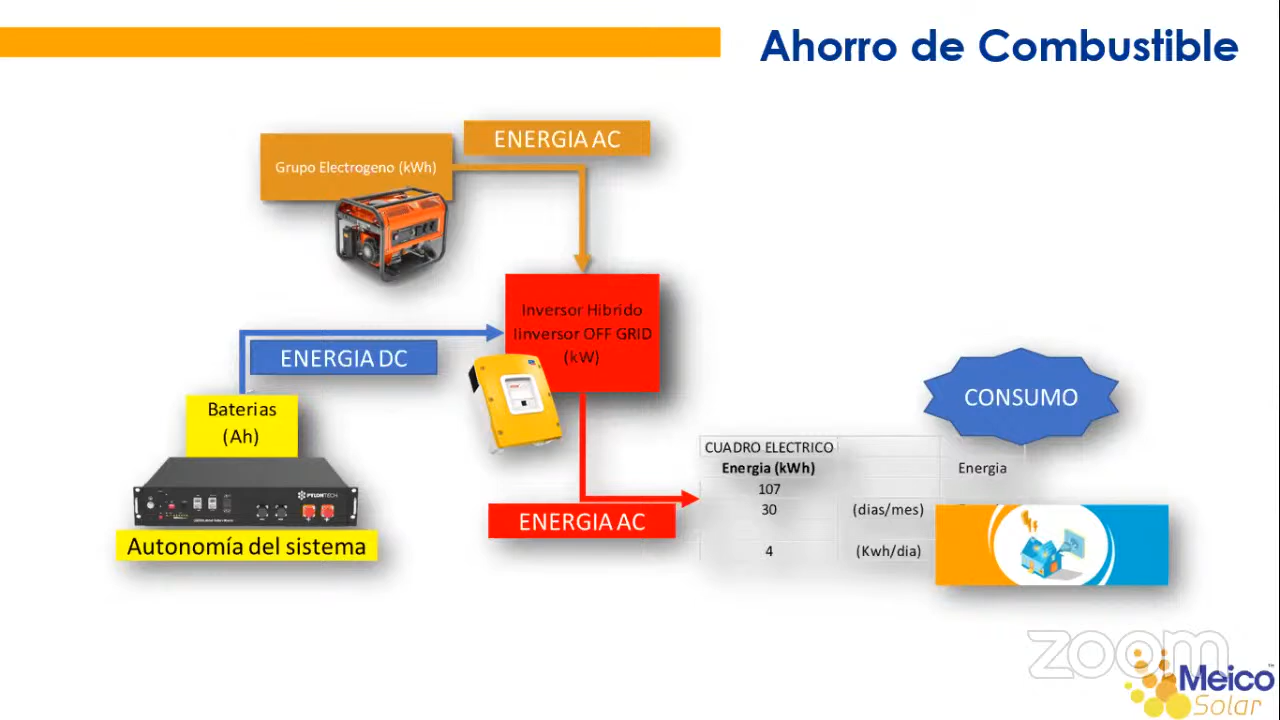 Ahorro de Combustible
ENERGIA AC
Grupo Electrogeno (kWh)
Inversor Hibrido
Iinversor OFF GRID
(kW)
ENERGIA DC
Baterias
(Ah)
PYLONTECH
Autonomía del sistema
ENERGIA AC
CONSUMO
CUADRO ELECTRICO
Energia (kWh)
Energia
107
30 (dias/mes)
4 (Kwh/dia)
zoom
Meico
Solar